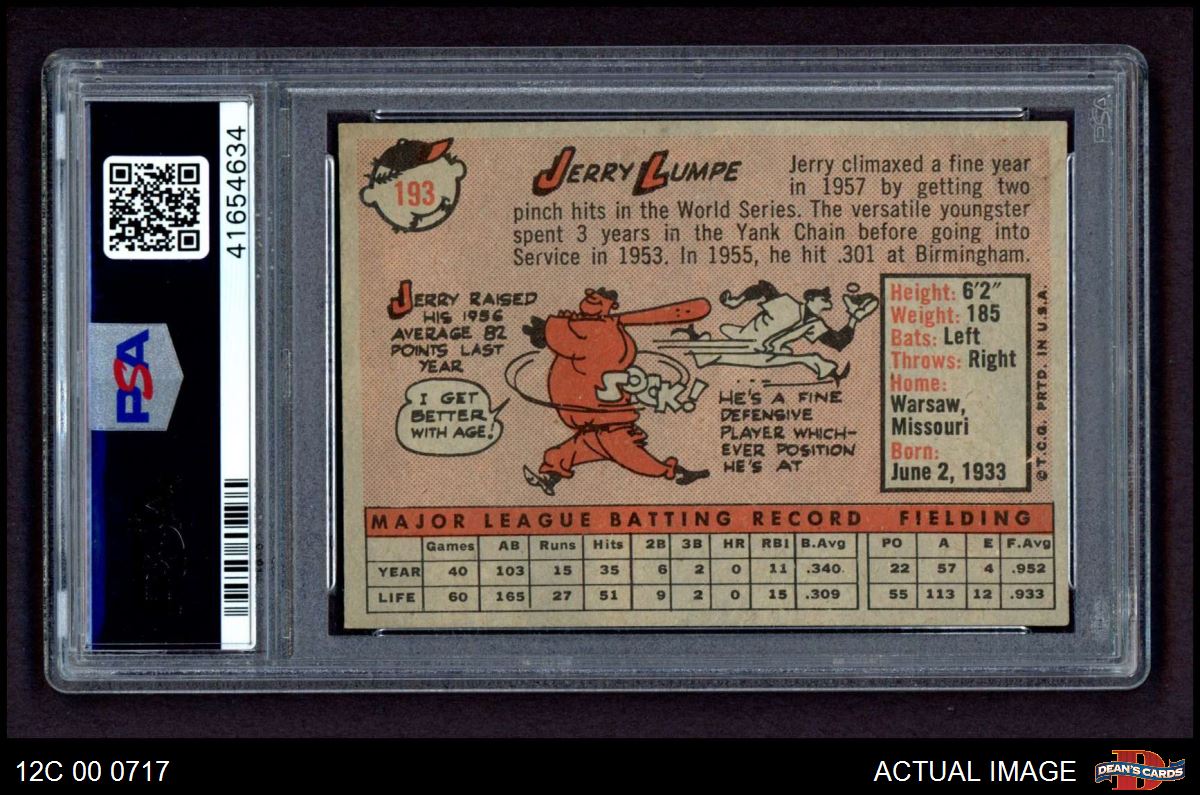 41654634
PSA
193
JERRY LUMPE
Jerry climaxed a fine year
in 1957 by getting two
pinch hits in the World Series. The versatile youngster
spent 3 years in the Yank Chain before going into
Service in 1953. In 1955, he hit .301 at Birmingham.
JERRY RAISED
HIS 1956
AVERAGE 82
POINTS LAST
YEAR
I GET
BETTER
WITH AGE!
SOCK!
HE'S A FINE
DEFENSIVE
PLAYER WHICH-
EVER POSITION
HE'S AT
Height: 6'2"
Weight: 185
Bats: Left
Throws: Right
Home:
Warsaw,
Missouri
Born:
June 2, 1933
© T.C.G. PRTD. IN U.S.A.
MAJOR LEAGUE BATTING RECORD FIELDING
Games AB Runs Hits 2B 3B HR RBI B.Avg PO A E F.Avg
YEAR 40 103 15 35 6 2 0 11 .340 22 57 4 .952
LIFE 60 165 27 51 9 2 0 15 .309 55 113 12 .933
PSA
12C 00 0717
ACTUAL IMAGE
DEAN'S CARDS